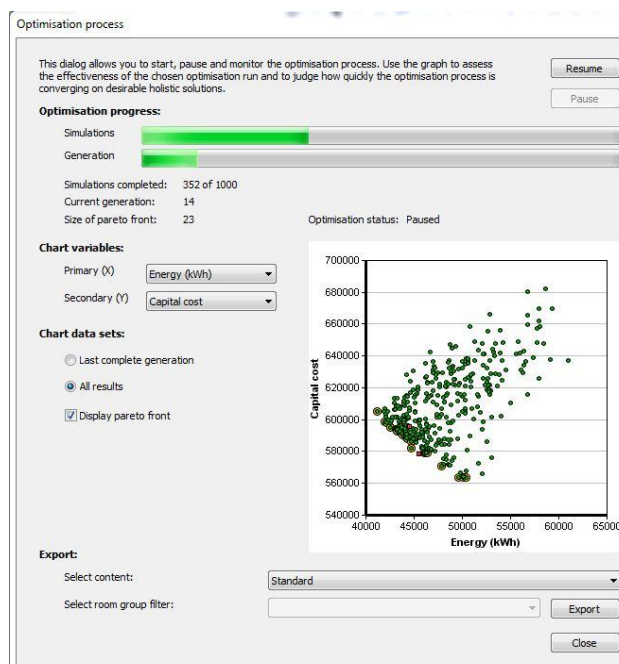 Optimisation process
This dialog allows you to start, pause and monitor the optimisation process. Use the graph to assess
the effectiveness of the chosen optimisation run and to judge how quickly the optimisation process is
converging on desirable holistic solutions.
Resume
Pause
Optimisation progress:
Simulations
Generation
Simulations completed: 352 of 1000
Current generation: 14
Size of pareto front: 23
Optimisation status: Paused
Chart variables:
Primary (X) Energy (kWh)
Secondary (Y) Capital cost
Chart data sets:
Last complete generation
All results
Display pareto front
700000
680000
660000
640000
620000
600000
580000
560000
540000
Capital cost
40000 45000 50000 55000 60000 65000
Energy (kWh)
Export:
Select content: Standard
Select room group filter:
Export
Close